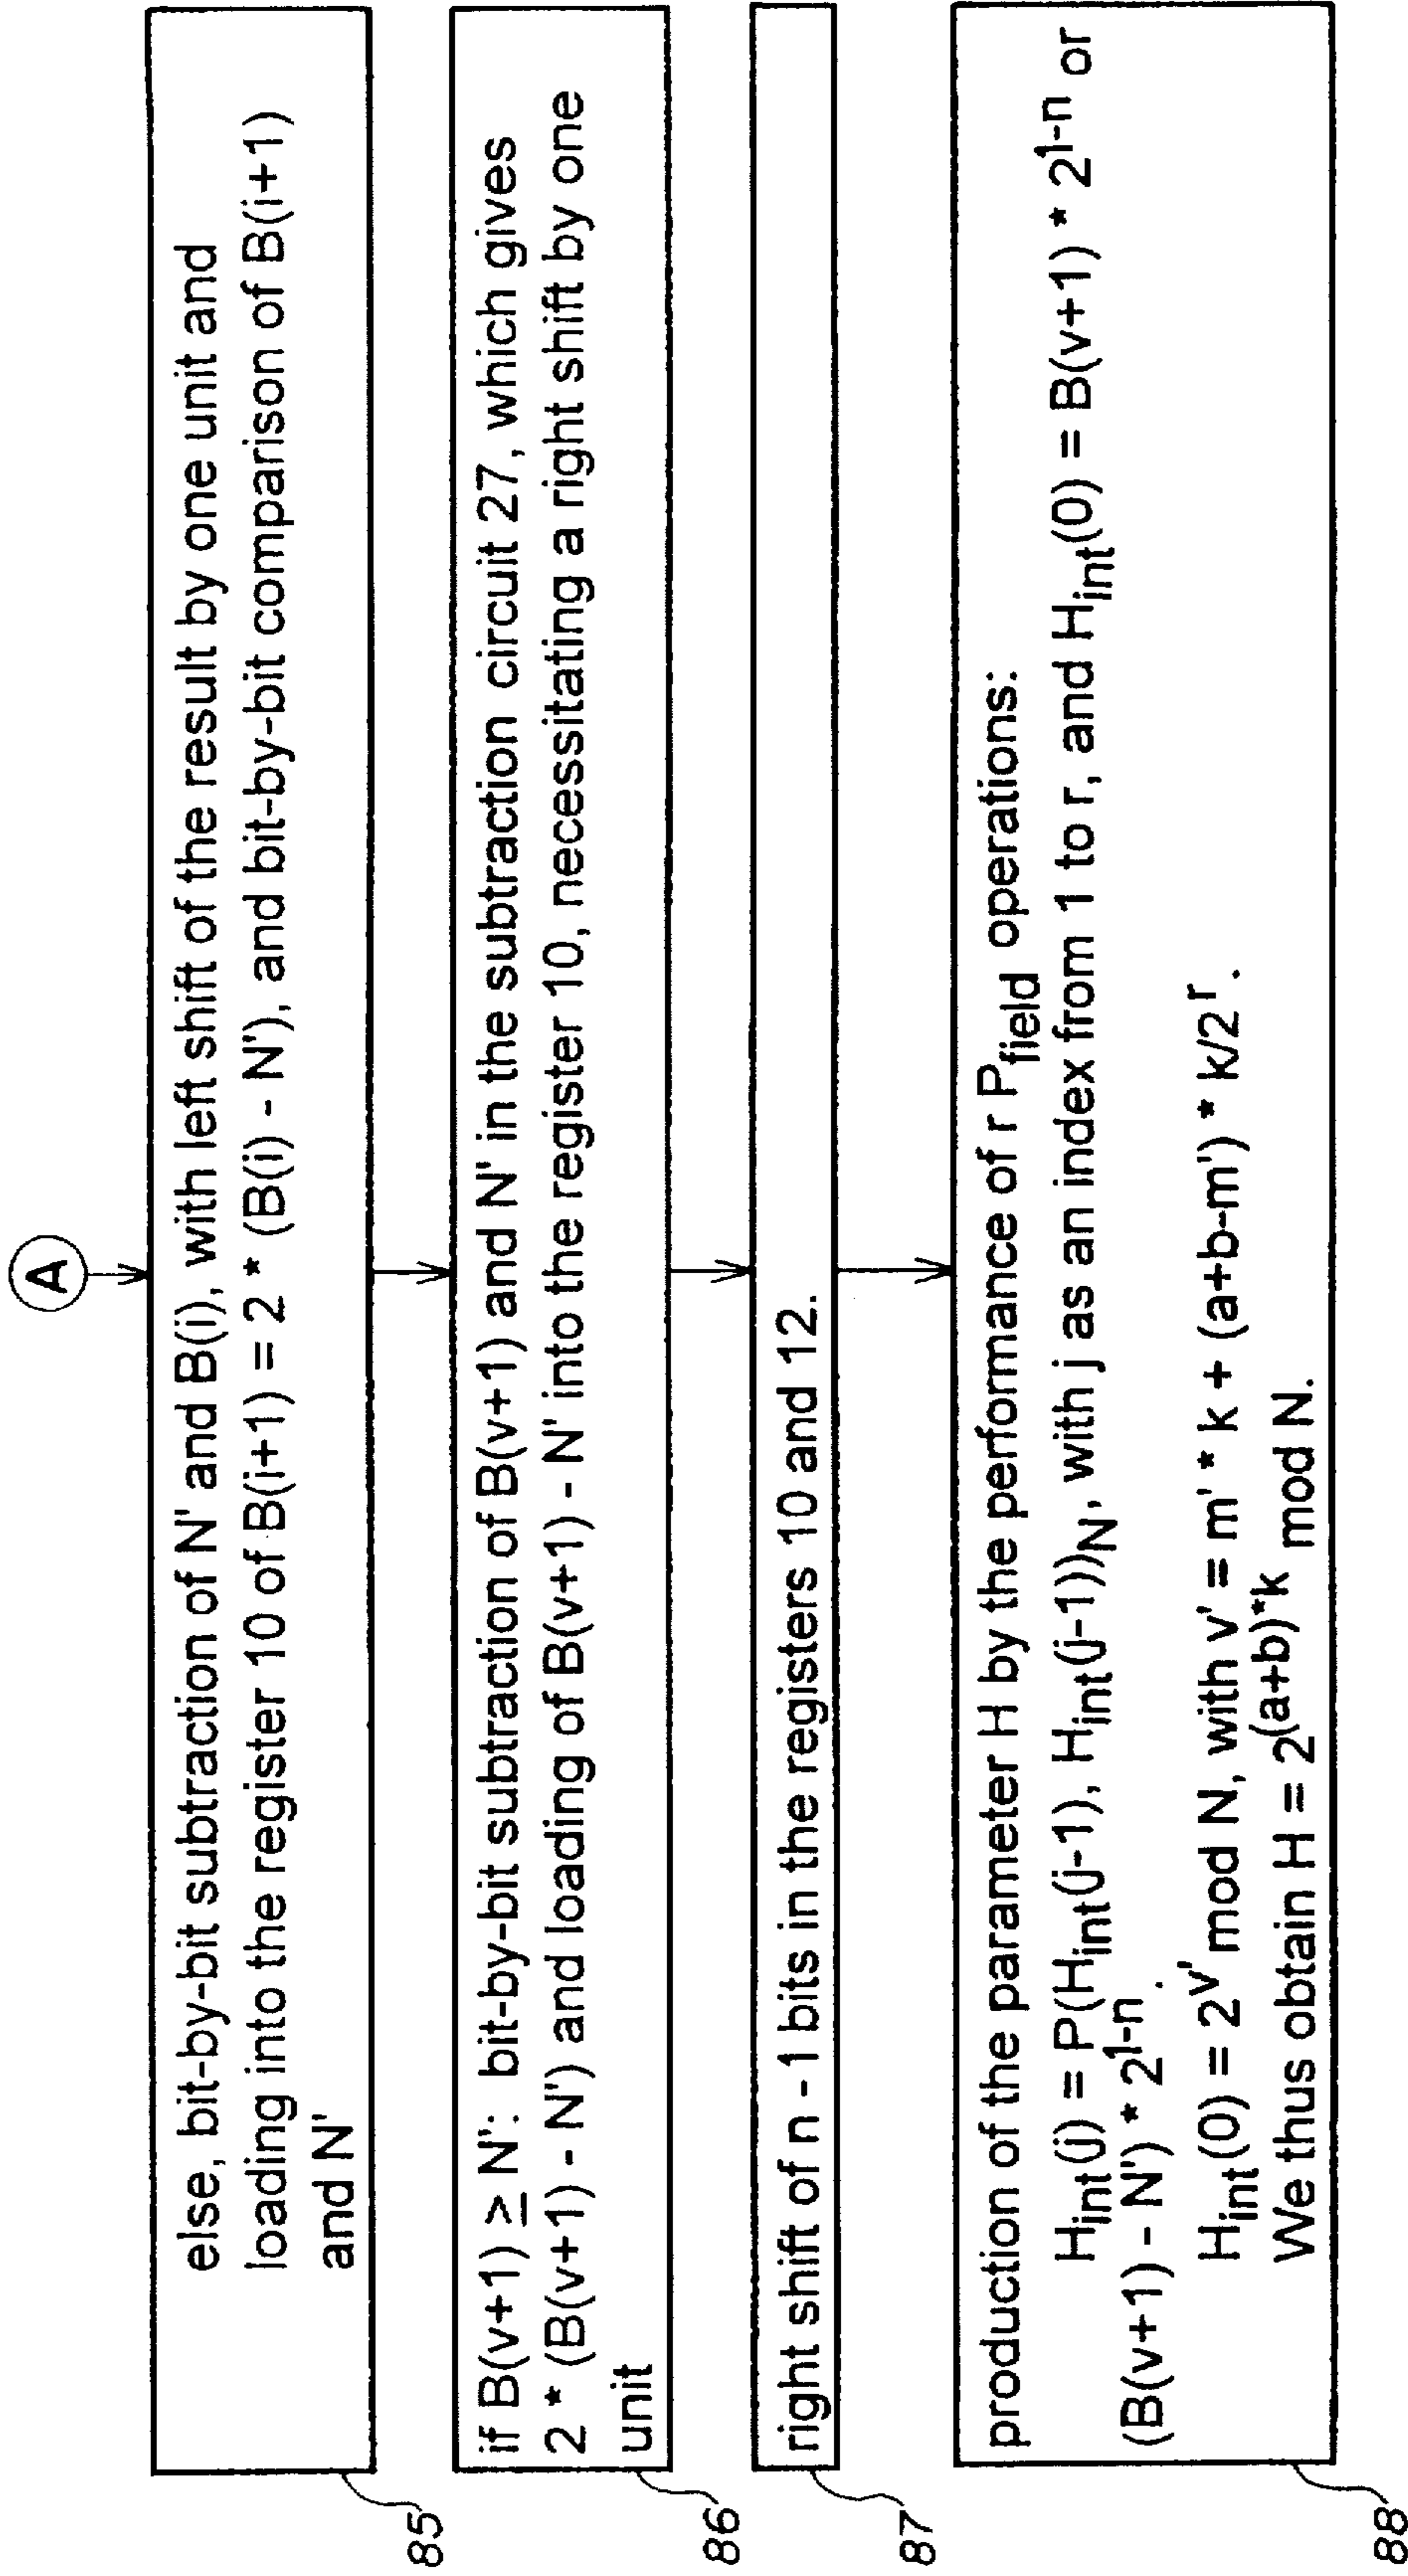 A
else, bit-by-bit subtraction of N' and B(i), with left shift of the result by one unit and
loading into the register 10 of B(i+1) = 2 * (B(i) - N'), and bit-by-bit comparison of B(i+1)
and N'
85
if B(v+1) ≥ N': bit-by-bit subtraction of B(v+1) and N' in the subtraction circuit 27, which gives
2 * (B(v+1) - N') and loading of B(v+1) - N' into the register 10, necessitating a right shift by one
unit
86
right shift of n - 1 bits in the registers 10 and 12.
87
production of the parameter H by the performance of r P_field operations:
H_int(j) = P(H_int(j-1), H_int(j-1))_N, with j as an index from 1 to r, and H_int(0) = B(v+1) * 2^1-n or
(B(v+1) - N') * 2^1-n.
H_int(0) = 2^v' mod N, with v' = m' * k + (a+b-m') * k/2^r.
We thus obtain H = 2^(a+b)*k mod N.
88